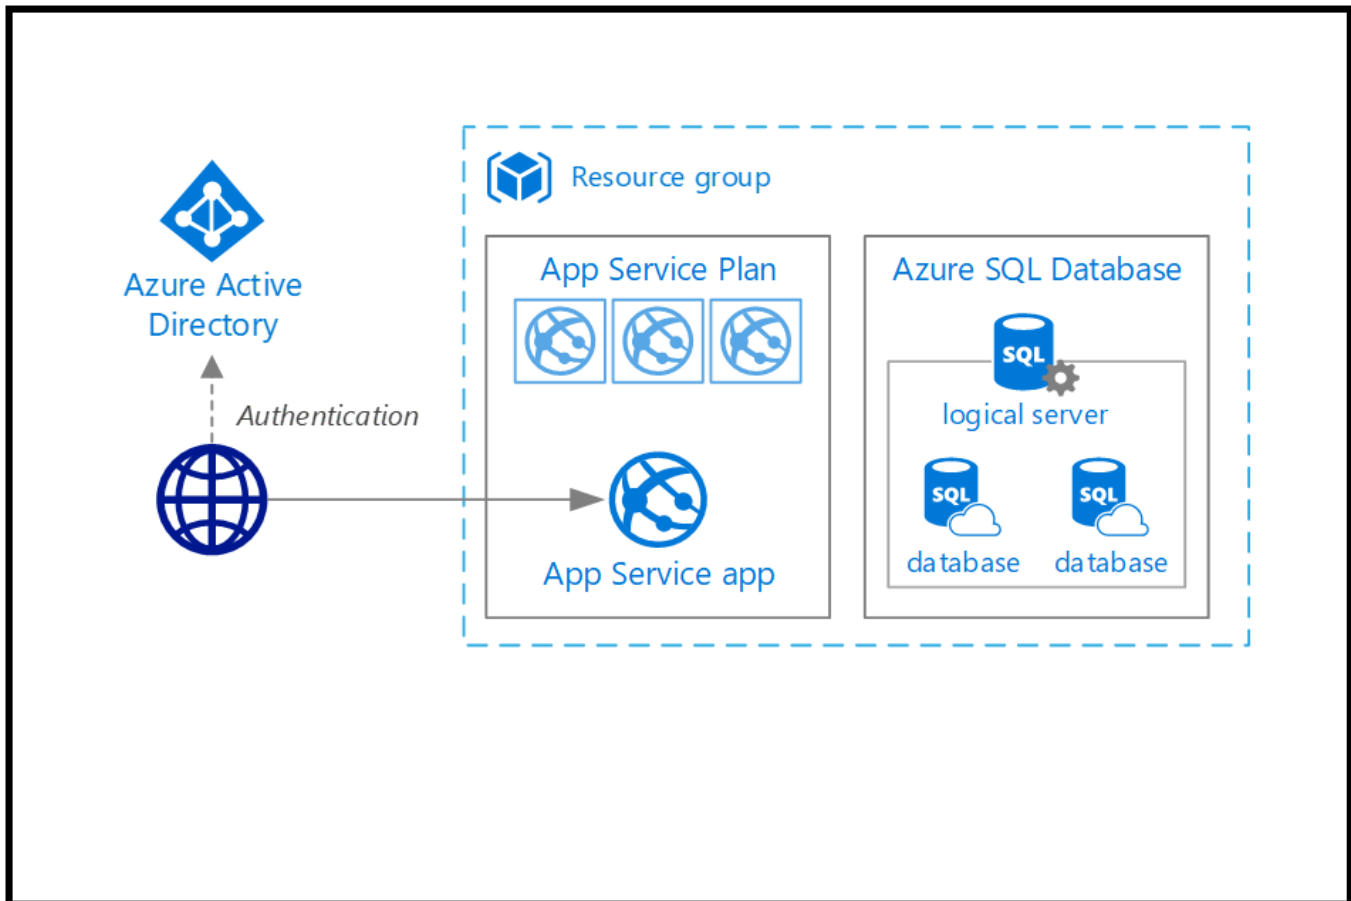 Resource group
Azure Active
Directory
Authentication
App Service Plan
App Service app
Azure SQL Database
SQL
logical server
SQL
SQL
database
database